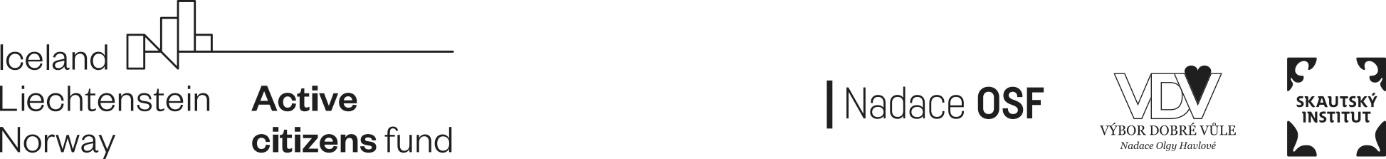 Iceland
Liechtenstein
Norway
Active
citizens fund
Nadace OSF
VDV
VÝBOR DOBRÉ VŮLE
Nadace Olgy Havlové
SKAUTSKÝ
INSTITUT